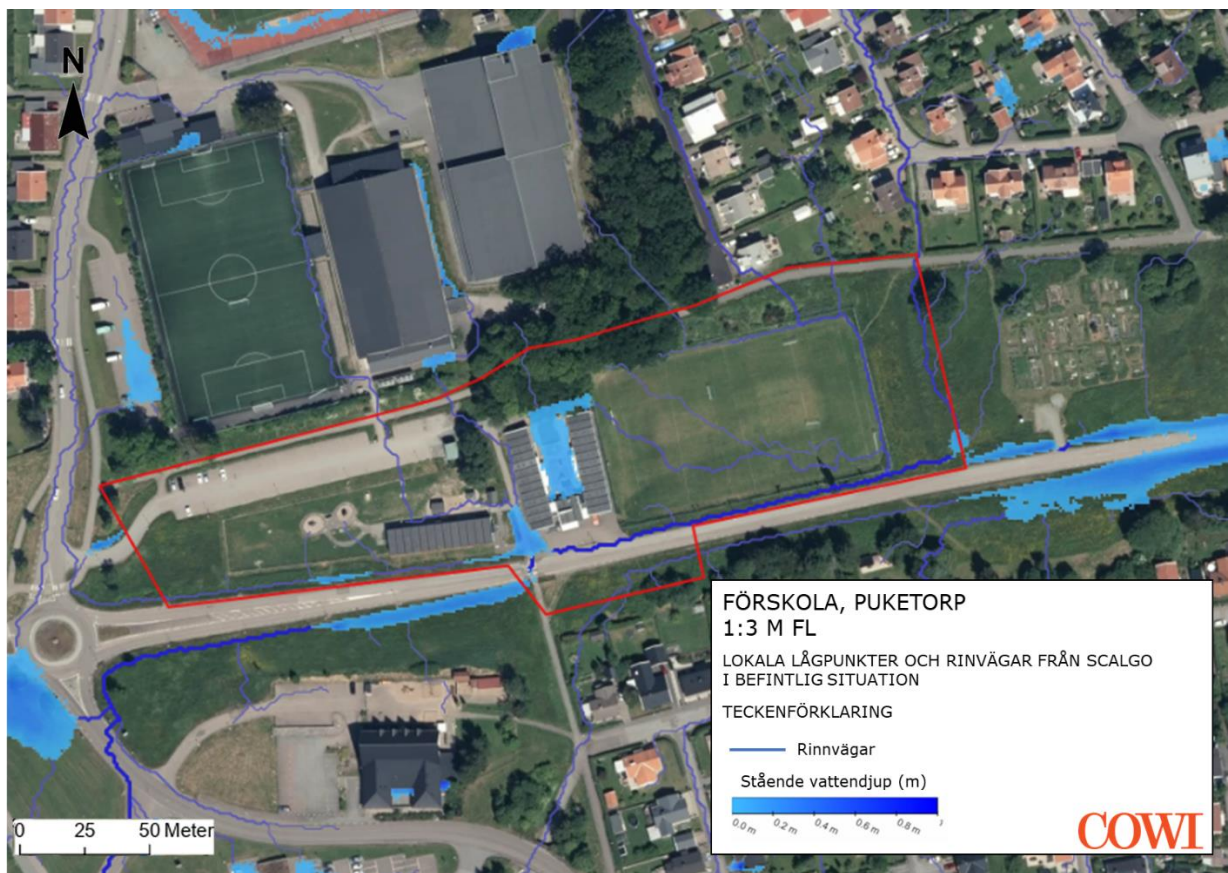 N
FÖRSKOLA, PUKETORP
1:3 M FL
LOKALA LÅGPUNKTER OCH RINVÄGAR FRÅN SCALGO
I BEFINTLIG SITUATION
TECKENFÖRKLARING
Rinnvägar
Stående vattendjup (m)
0.0 m 0.2 m 0.4 m 0.6 m 0.8 m 1
0 25 50 Meter
COWI